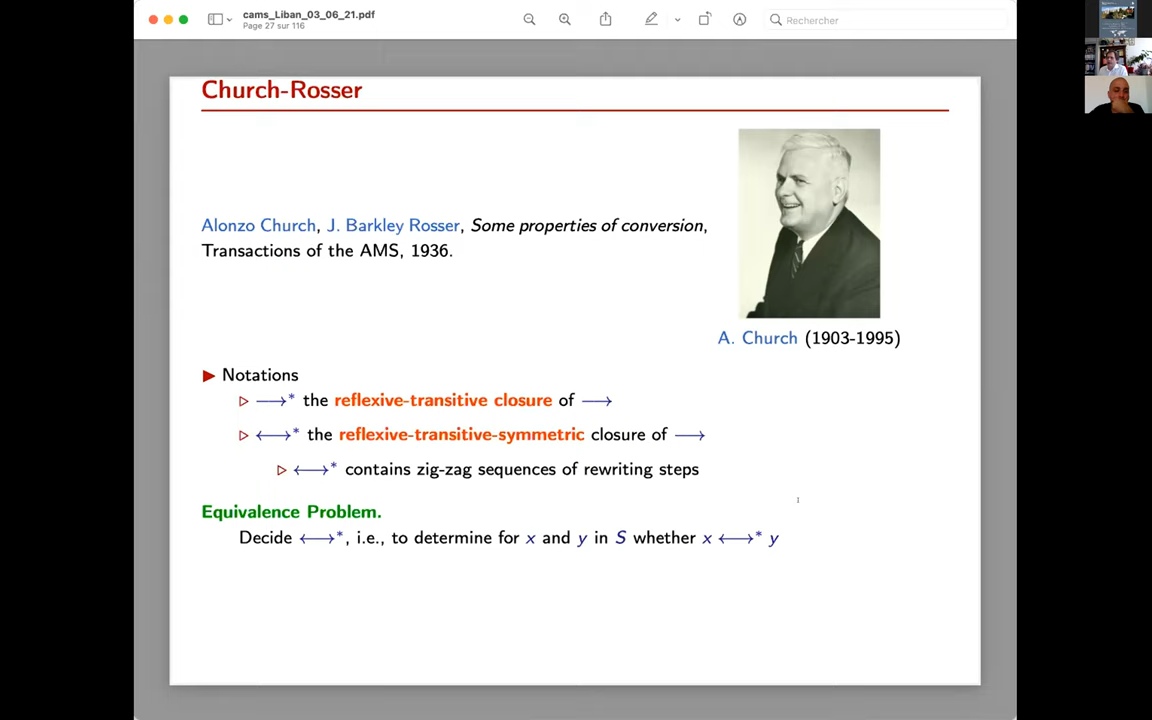 cams_Liban_03_06_21.pdf
Page 27 sur 116
Rechercher
Church-Rosser
Alonzo Church, J. Barkley Rosser, Some properties of conversion,
Transactions of the AMS, 1936.
A. Church (1903-1995)
▶ Notations
▷ ⟶* the reflexive-transitive closure of ⟶
▷ ⟷* the reflexive-transitive-symmetric closure of ⟶
▷ ⟷* contains zig-zag sequences of rewriting steps
Equivalence Problem.
Decide ⟷*, i.e., to determine for x and y in S whether x ⟷* y